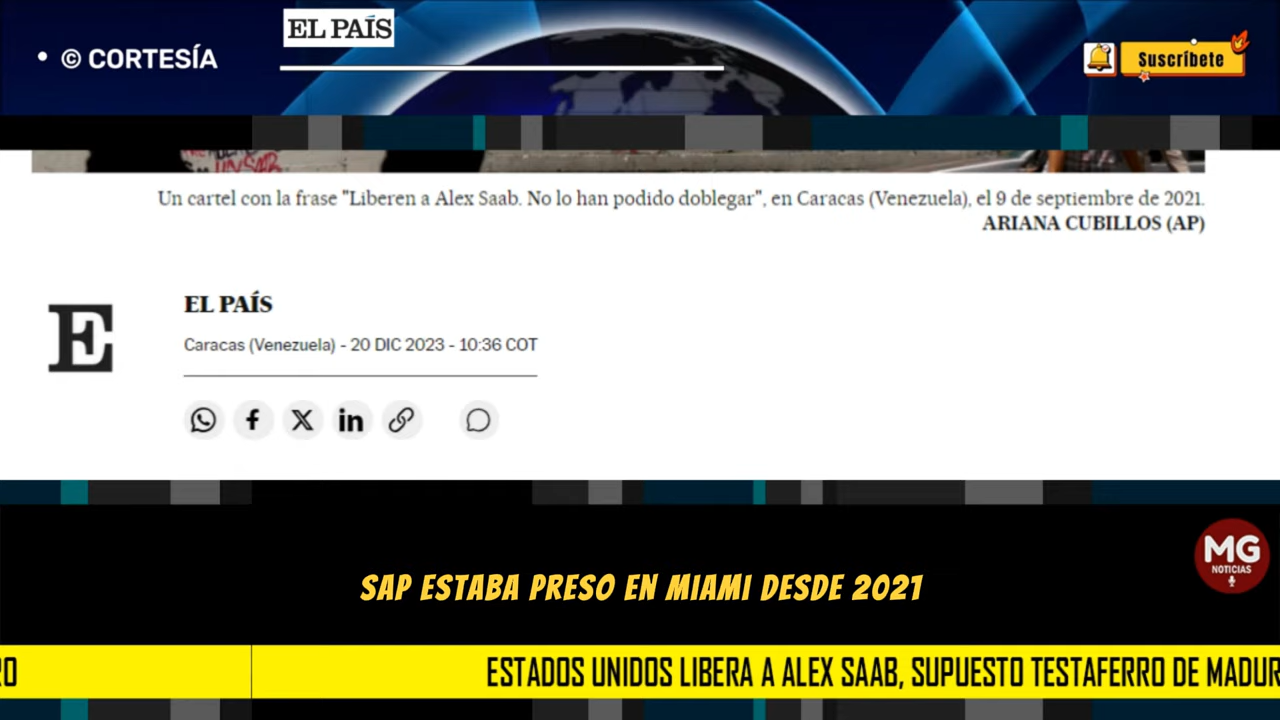 EL PAÍS
• © CORTESÍA
Suscríbete
UN SAB
Un cartel con la frase "Liberen a Alex Saab. No lo han podido doblegar", en Caracas (Venezuela), el 9 de septiembre de 2021.
ARIANA CUBILLOS (AP)
E
EL PAÍS
Caracas (Venezuela) - 20 DIC 2023 - 10:36 COT
MG
NOTICIAS
SAP ESTABA PRESO EN MIAMI DESDE 2021
RO
ESTADOS UNIDOS LIBERA A ALEX SAAB, SUPUESTO TESTAFERRO DE MADUR